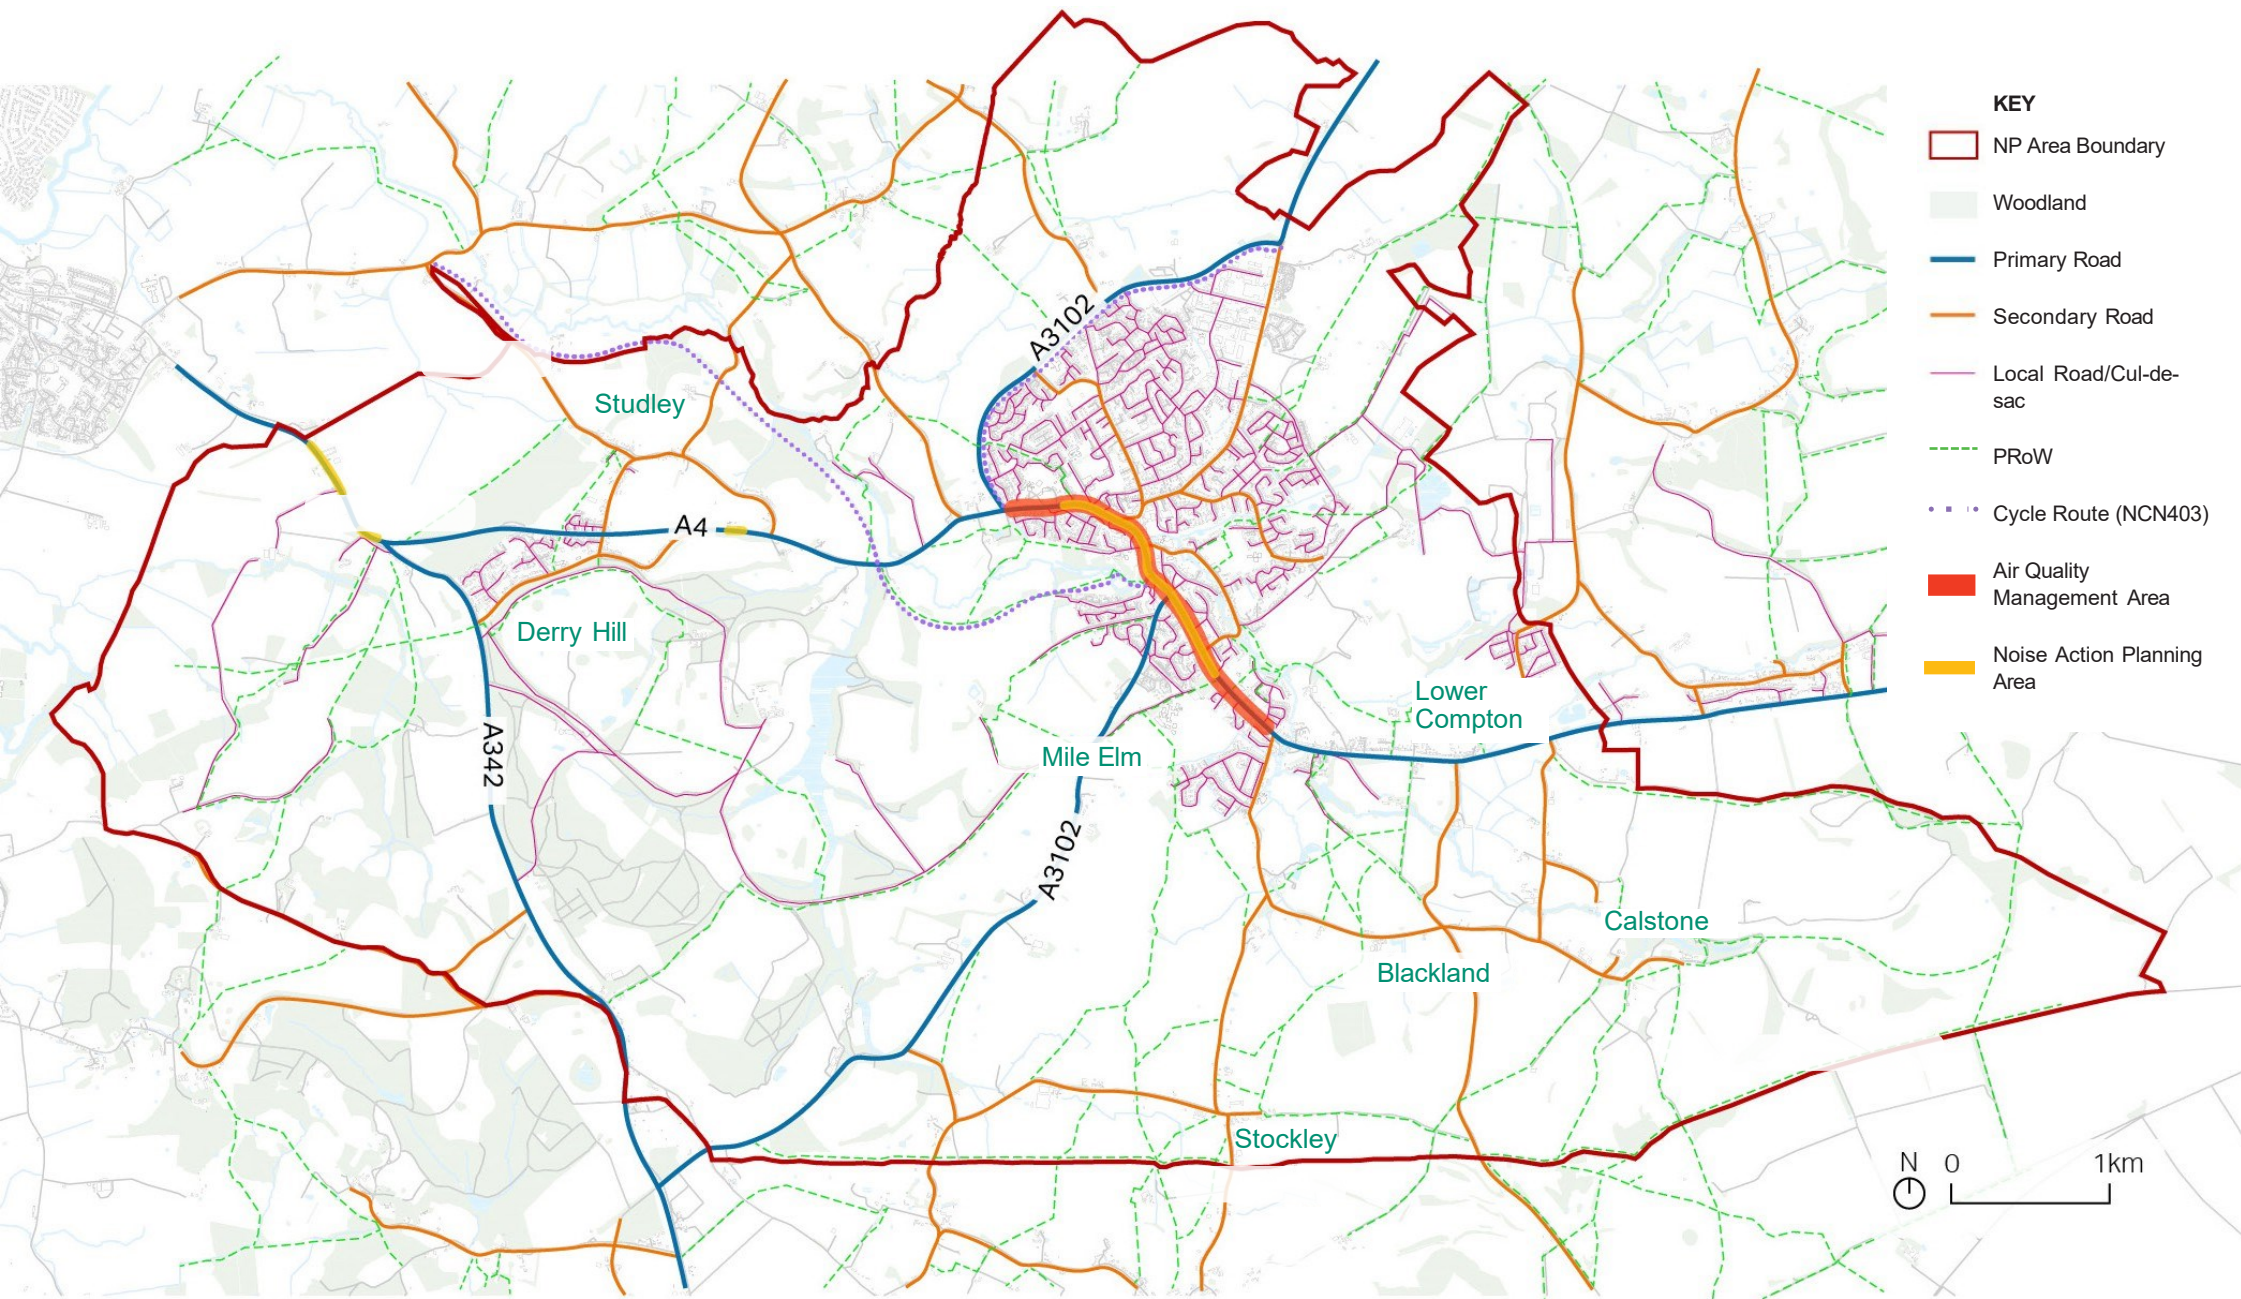 KEY
NP Area Boundary
Woodland
Primary Road
Secondary Road
Local Road/Cul-de-
sac
PRoW
Cycle Route (NCN403)
Air Quality
Management Area
Noise Action Planning
Area
A3102
Studley
A4
Derry Hill
Lower
Compton
A342
Mile Elm
A3102
Calstone
Blackland
Stockley
N 0 1km